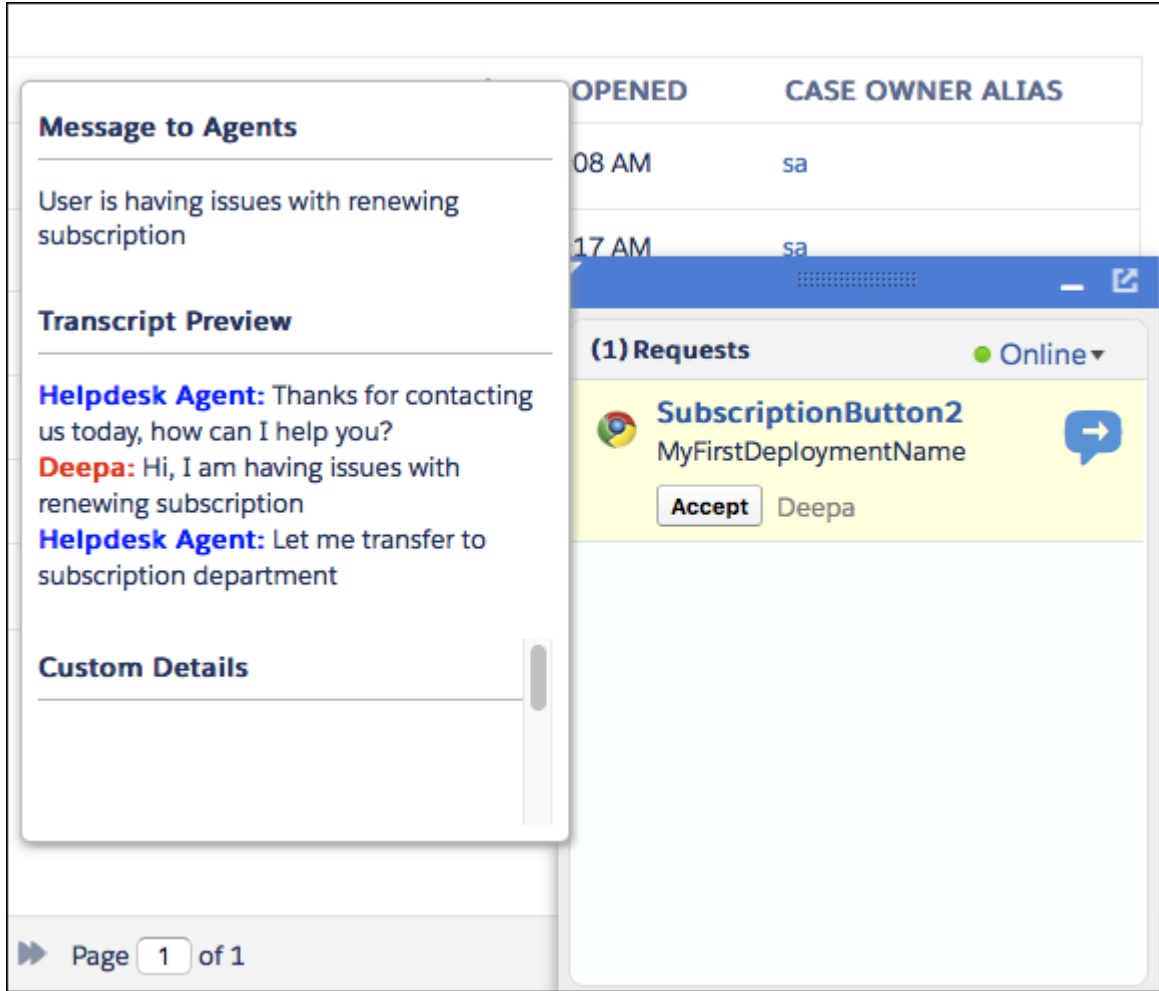 OPENED CASE OWNER ALIAS
08 AM sa
17 AM sa
Message to Agents
User is having issues with renewing
subscription
Transcript Preview
Helpdesk Agent: Thanks for contacting
us today, how can I help you?
Deepa: Hi, I am having issues with
renewing subscription
Helpdesk Agent: Let me transfer to
subscription department
Custom Details
(1) Requests Online
SubscriptionButton2
MyFirstDeploymentName
Accept Deepa
Page 1 of 1